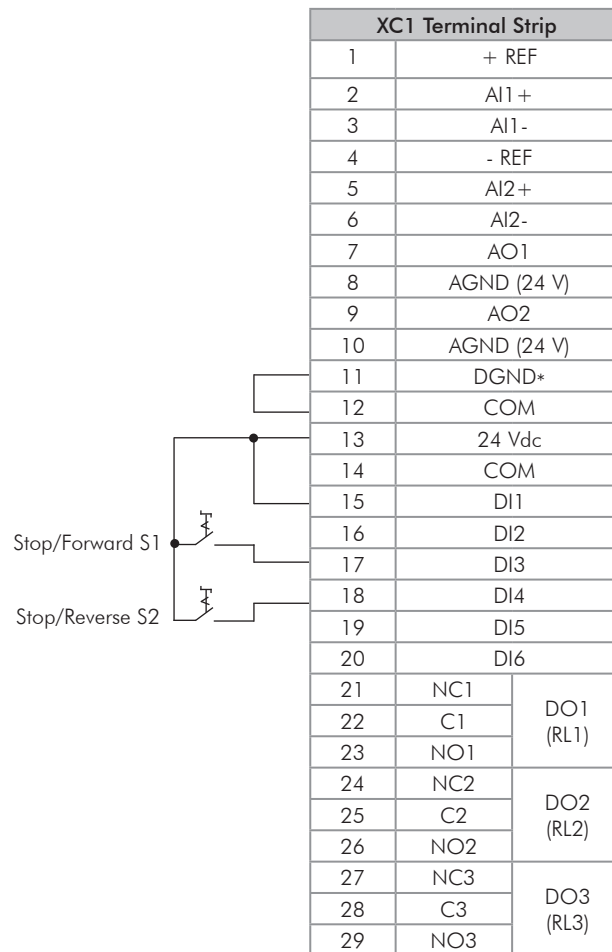 XC1 Terminal Strip
1 + REF
2 AI1+
3 AI1-
4 - REF
5 AI2+
6 AI2-
7 AO1
8 AGND (24 V)
9 AO2
10 AGND (24 V)
11 DGND*
12 COM
13 24 Vdc
14 COM
15 DI1
16 DI2
Stop/Forward S1
17 DI3
18 DI4
Stop/Reverse S2
19 DI5
20 DI6
21 NC1
22 C1
23 NO1
DO1
(RL1)
24 NC2
25 C2
26 NO2
DO2
(RL2)
27 NC3
28 C3
29 NO3
DO3
(RL3)